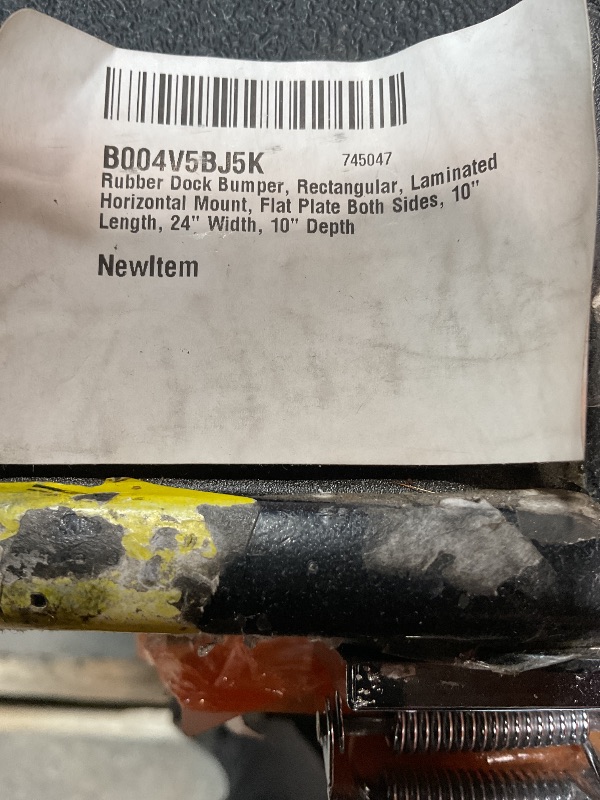 B004V5BJ5K 745047
Rubber Dock Bumper, Rectangular, Laminated
Horizontal Mount, Flat Plate Both Sides, 10"
Length, 24" Width, 10" Depth
NewItem